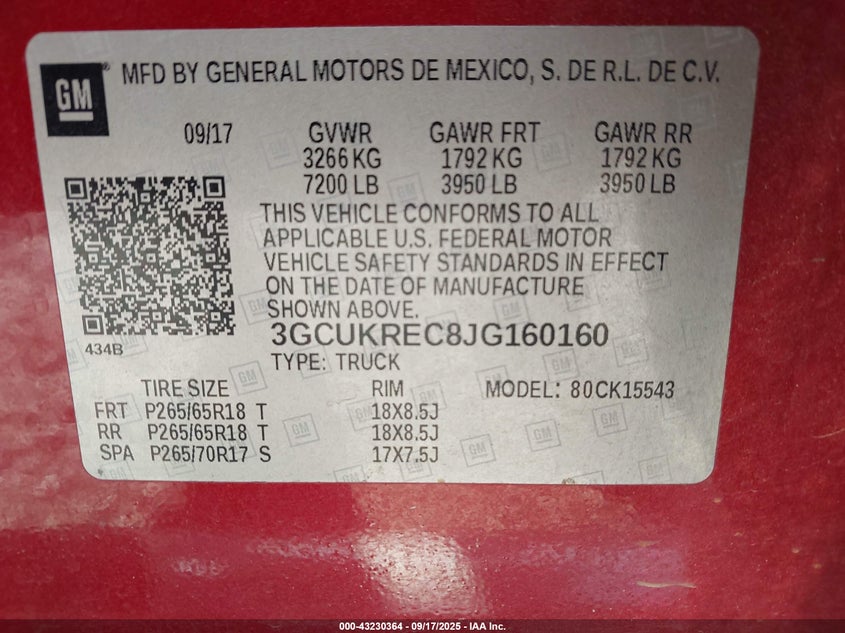 GM ® MFD BY GENERAL MOTORS DE MEXICO, S. DE R.L. DE C.V.
09/17 GVWR GAWR FRT GAWR RR
3266 KG 1792 KG 1792 KG
7200 LB 3950 LB 3950 LB
THIS VEHICLE CONFORMS TO ALL
APPLICABLE U.S. FEDERAL MOTOR
VEHICLE SAFETY STANDARDS IN EFFECT
ON THE DATE OF MANUFACTURE
SHOWN ABOVE.
3GCUKREC8JG160160
434B
TYPE: TRUCK
TIRE SIZE RIM MODEL: 80CK15543
FRT P265/65R18 T 18X8.5J
RR P265/65R18 T 18X8.5J
SPA P265/70R17 S 17X7.5J
000-43230364 - 09/17/2025 - IAA Inc.